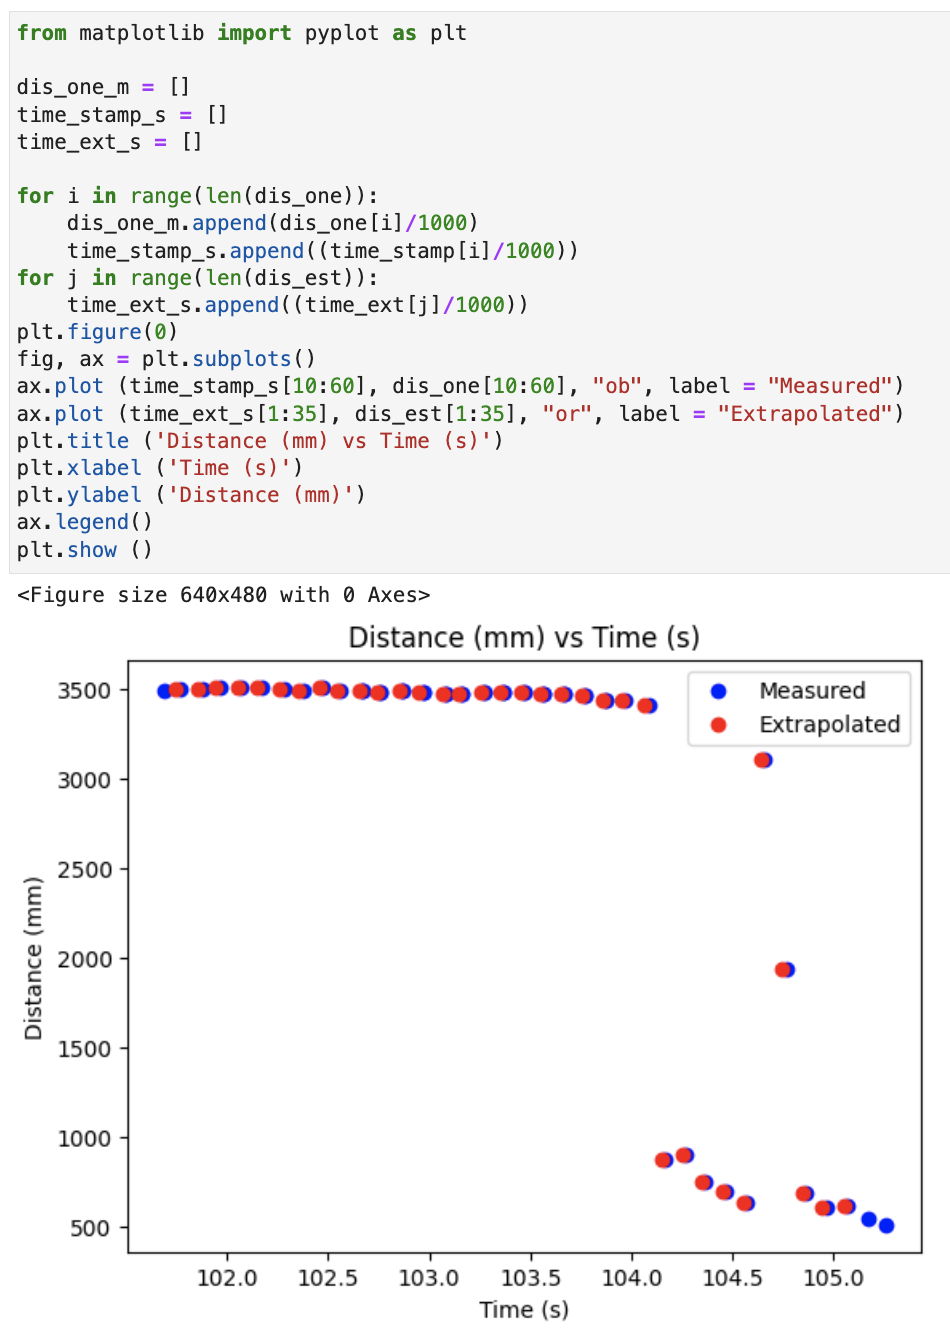 from matplotlib import pyplot as plt
dis_one_m = []
time_stamp_s = []
time_ext_s = []
for i in range(len(dis_one)):
    dis_one_m.append(dis_one[i]/1000)
    time_stamp_s.append((time_stamp[i]/1000))
for j in range(len(dis_est)):
    time_ext_s.append((time_ext[j]/1000))
plt.figure(0)
fig, ax = plt.subplots()
ax.plot (time_stamp_s[10:60], dis_one[10:60], "ob", label = "Measured")
ax.plot (time_ext_s[1:35], dis_est[1:35], "or", label = "Extrapolated")
plt.title ('Distance (mm) vs Time (s)')
plt.xlabel ('Time (s)')
plt.ylabel ('Distance (mm)')
ax.legend()
plt.show ()
<Figure size 640x480 with 0 Axes>
Distance (mm) vs Time (s)
Measured
Extrapolated
Distance (mm)
3500
3000
2500
2000
1500
1000
500
102.0 102.5 103.0 103.5 104.0 104.5 105.0
Time (s)